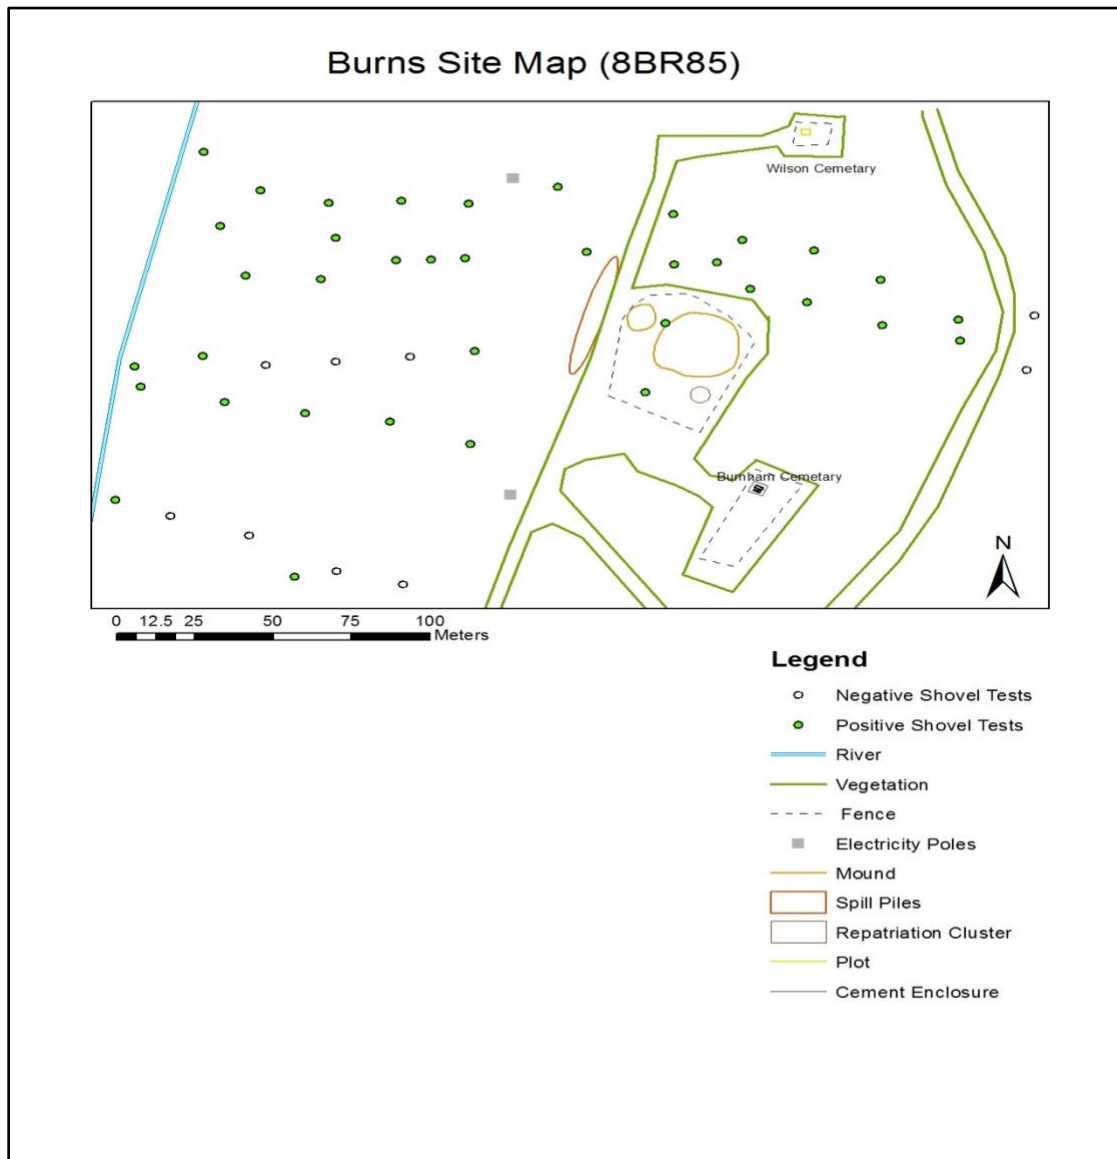 Burns Site Map (8BR85)
Wilson Cemetary
Burnham Cemetary
N
0 12.5 25 50 75 100
Meters
Legend
Negative Shovel Tests
Positive Shovel Tests
River
Vegetation
Fence
Electricity Poles
Mound
Spill Piles
Repatriation Cluster
Plot
Cement Enclosure